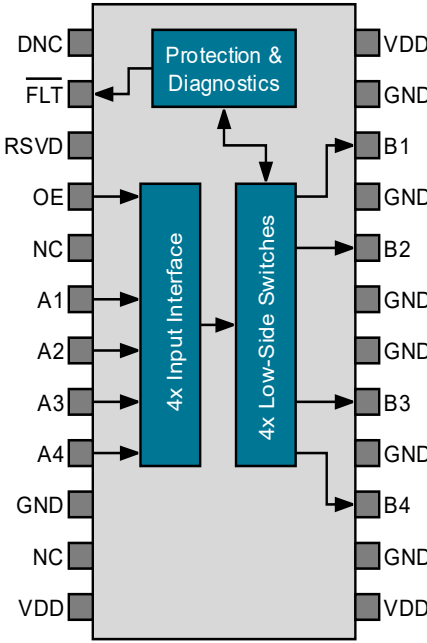 DNC
FLT
RSVD
OE
NC
A1
A2
A3
A4
GND
NC
VDD
Protection &
Diagnostics
4x Input Interface
4x Low-Side Switches
VDD
GND
B1
GND
B2
GND
GND
B3
GND
B4
GND
VDD